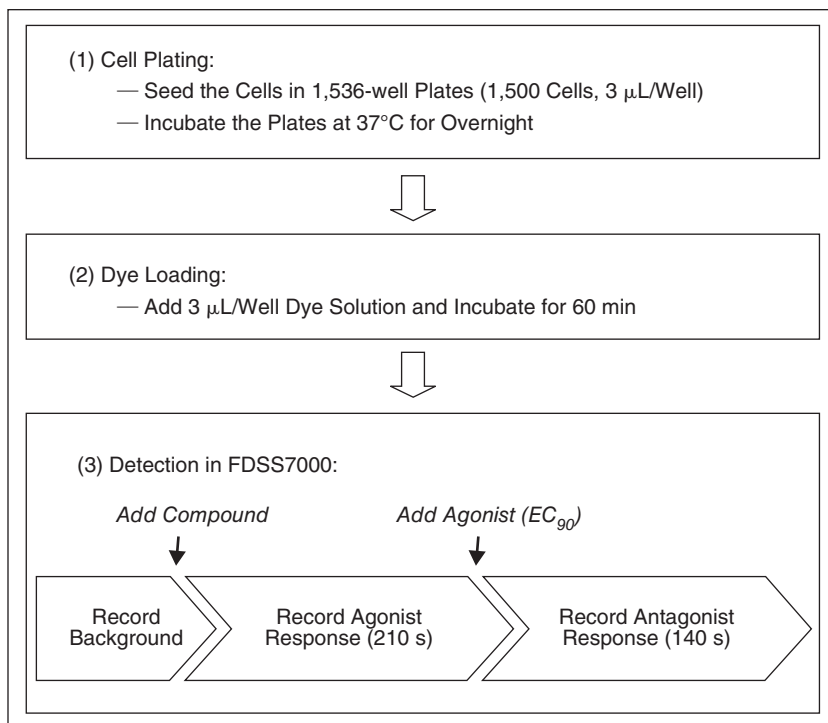 (1) Cell Plating:
— Seed the Cells in 1,536-well Plates (1,500 Cells, 3 μL/Well)
— Incubate the Plates at 37°C for Overnight
(2) Dye Loading:
— Add 3 μL/Well Dye Solution and Incubate for 60 min
(3) Detection in FDSS7000:
Add Compound
Add Agonist (EC90)
Record
Background
Record Agonist
Response (210 s)
Record Antagonist
Response (140 s)